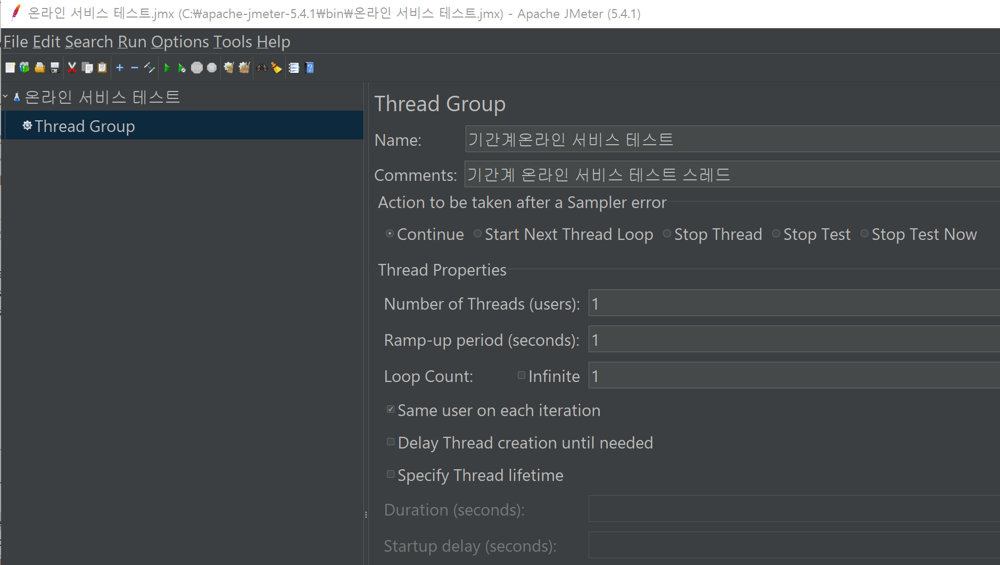 온라인 서비스 테스트.jmx (C:₩apache-jmeter-5.4.1₩bin₩온라인 서비스 테스트.jmx) - Apache JMeter (5.4.1)
File Edit Search Run Options Tools Help
온라인 서비스 테스트
Thread Group
Thread Group
Name: 기간계온라인 서비스 테스트
Comments: 기간계 온라인 서비스 테스트 스레드
Action to be taken after a Sampler error
Continue Start Next Thread Loop Stop Thread Stop Test Stop Test Now
Thread Properties
Number of Threads (users): 1
Ramp-up period (seconds): 1
Loop Count: Infinite 1
Same user on each iteration
Delay Thread creation until needed
Specify Thread lifetime
Duration (seconds):
Startup delay (seconds):